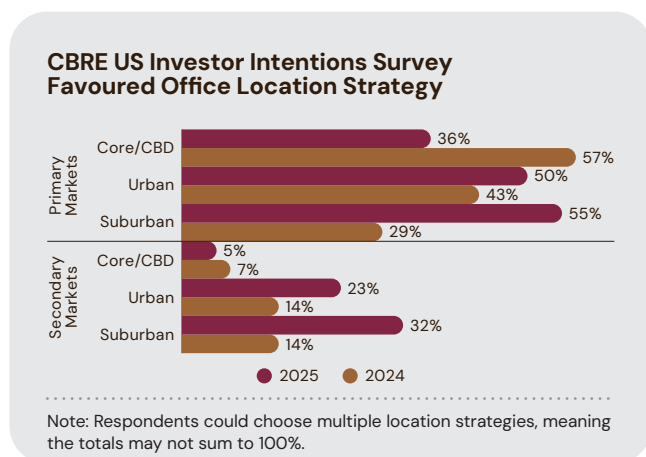 CBRE US Investor Intentions Survey
Favoured Office Location Strategy
Primary
Markets
Core/CBD
36%
57%
Urban
50%
43%
Suburban
55%
29%
Secondary
Markets
Core/CBD
5%
7%
Urban
23%
14%
Suburban
32%
14%
2025 2024
Note: Respondents could choose multiple location strategies, meaning
the totals may not sum to 100%.